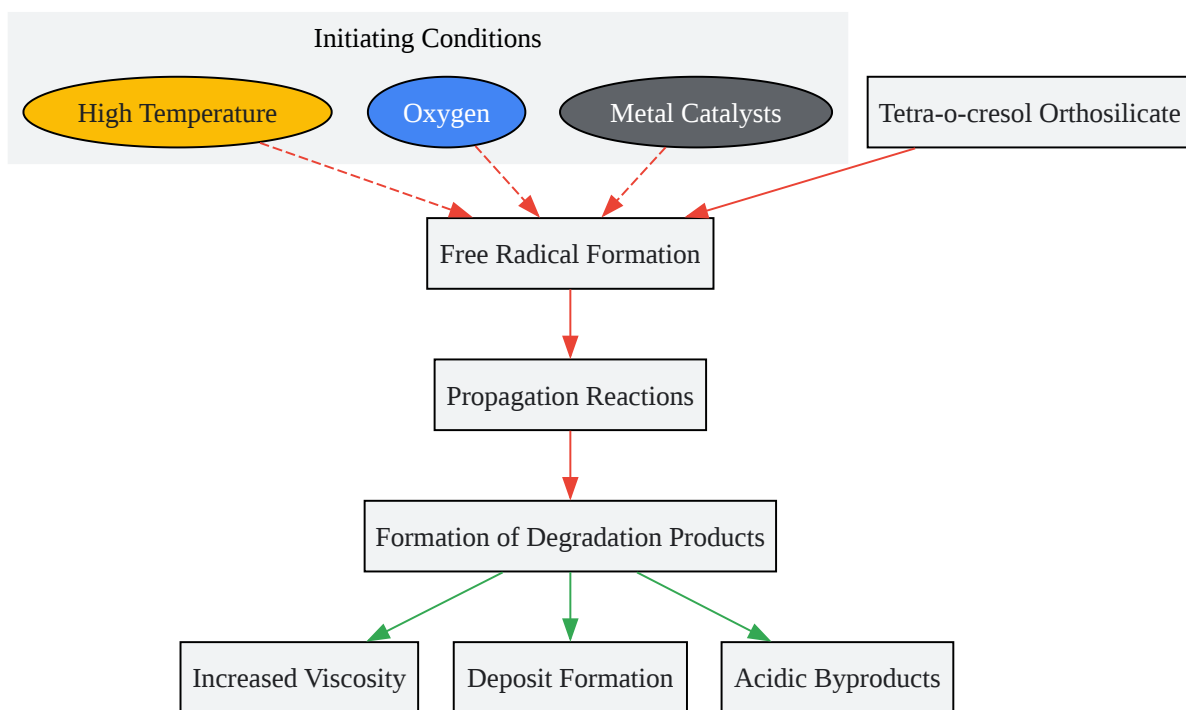 Initiating Conditions
High Temperature
Oxygen
Metal Catalysts
Tetra-o-cresol Orthosilicate
Free Radical Formation
Propagation Reactions
Formation of Degradation Products
Increased Viscosity
Deposit Formation
Acidic Byproducts